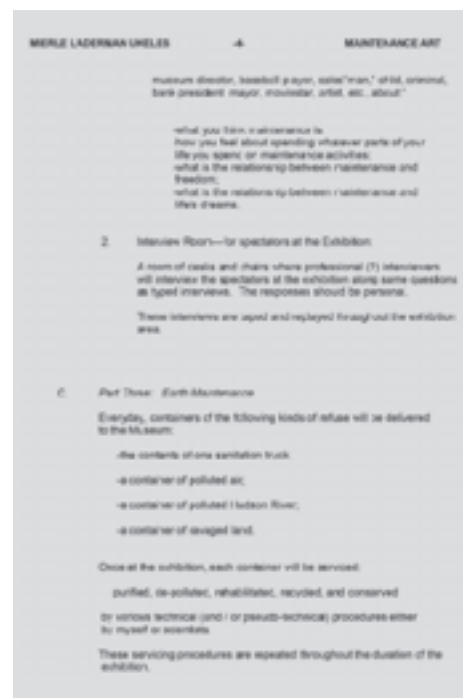 MIERLE LADERMAN UKELES -4- MAINTENANCE ART
museum director, baseball player, sales"man," child, criminal,
bank president, mayor, moviestar, artist, etc., about:"
-what you think maintenance is;
how you feel about spending whatever parts of your
life you spend on maintenance activities;
-what is the relationship between maintenance and
freedom;
-what is the relationship between maintenance and
life's dreams.
2. Interview Room—for spectators at the Exhibition:
A room of desks and chairs where professional (?) interviewers
will interview the spectators at the exhibition along same questions
as typed interviews. The responses should be personal.
These interviews are taped and replayed throughout the exhibition
area.
C. Part Three: Earth Maintenance
Everyday, containers of the following kinds of refuse will be delivered
to the Museum:
-the contents of one sanitation truck;
-a container of polluted air;
-a container of polluted Hudson River;
-a container of ravaged land.
Once at the exhibition, each container will be serviced:
purified, de-polluted, rehabilitated, recycled, and conserved
by various technical (and / or pseudo-technical) procedures either
by myself or scientists.
These servicing procedures are repeated throughout the duration of the
exhibition.